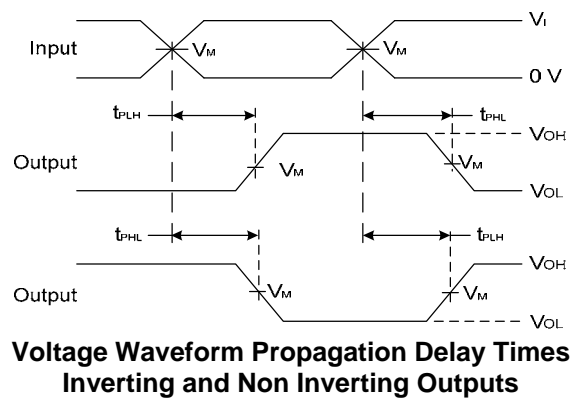 Input VM VM VI
0 V
tPLH tPHL
Output VM VM VOH
VOL
tPHL tPLH
Output VM VM VOH
VOL
Voltage Waveform Propagation Delay Times
Inverting and Non Inverting Outputs